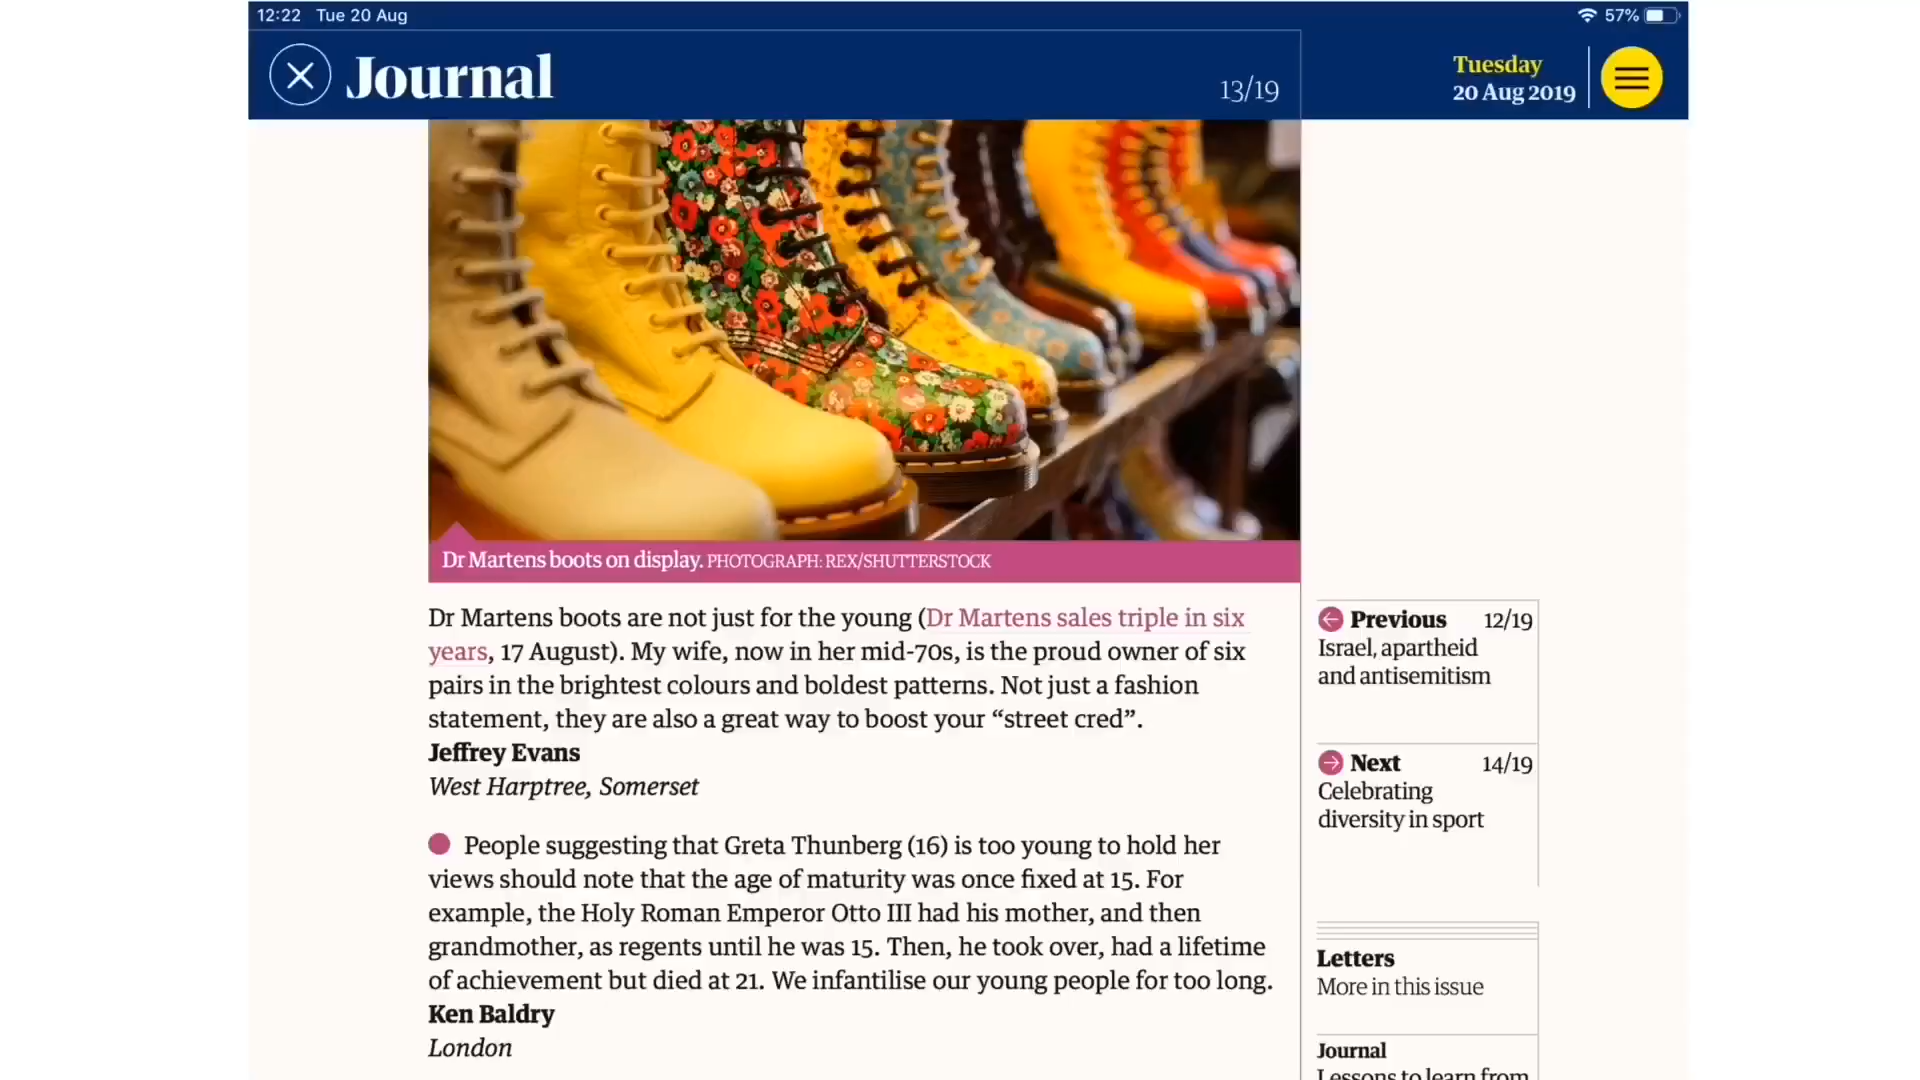 12:22 Tue 20 Aug
57%
Journal
13/19
Tuesday
20 Aug 2019
Dr Martens boots on display. PHOTOGRAPH: REX/SHUTTERSTOCK
Dr Martens boots are not just for the young (Dr Martens sales triple in six
years, 17 August). My wife, now in her mid-70s, is the proud owner of six
pairs in the brightest colours and boldest patterns. Not just a fashion
statement, they are also a great way to boost your “street cred”.
Jeffrey Evans
West Harptree, Somerset
People suggesting that Greta Thunberg (16) is too young to hold her
views should note that the age of maturity was once fixed at 15. For
example, the Holy Roman Emperor Otto III had his mother, and then
grandmother, as regents until he was 15. Then, he took over, had a lifetime
of achievement but died at 21. We infantilise our young people for too long.
Ken Baldry
London
Previous 12/19
Israel, apartheid
and antisemitism
Next 14/19
Celebrating
diversity in sport
Letters
More in this issue
Journal
Lessons to learn from